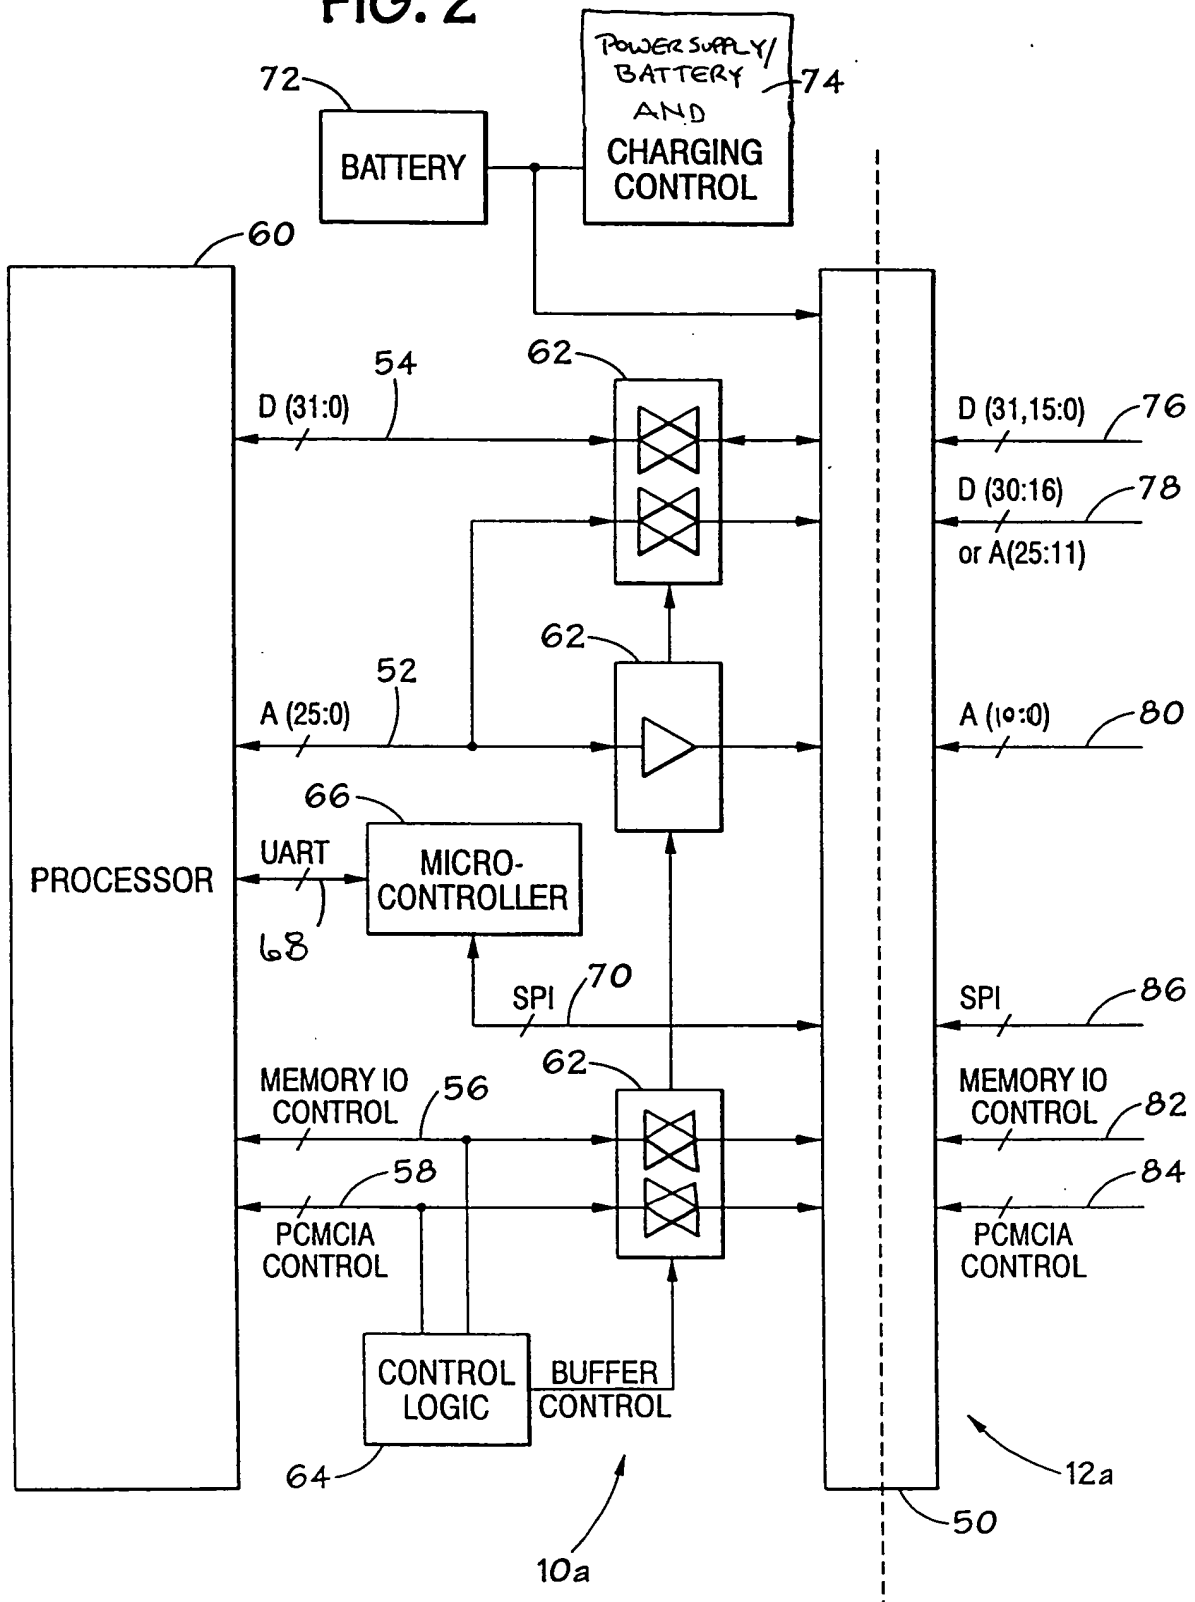 FIG. 2
POWER SUPPLY/
BATTERY
AND
CHARGING
CONTROL
74
72
BATTERY
60
PROCESSOR
54
D (31:0)
62
D (31,15:0)
76
D (30:16)
78
or A(25:11)
62
52
A (25:0)
A (10:0)
80
66
UART
68
MICRO-
CONTROLLER
SPI
70
SPI
86
62
MEMORY IO
CONTROL
56
MEMORY IO
CONTROL
82
58
PCMCIA
CONTROL
84
PCMCIA
CONTROL
CONTROL
LOGIC
BUFFER
CONTROL
64
10a
12a
50